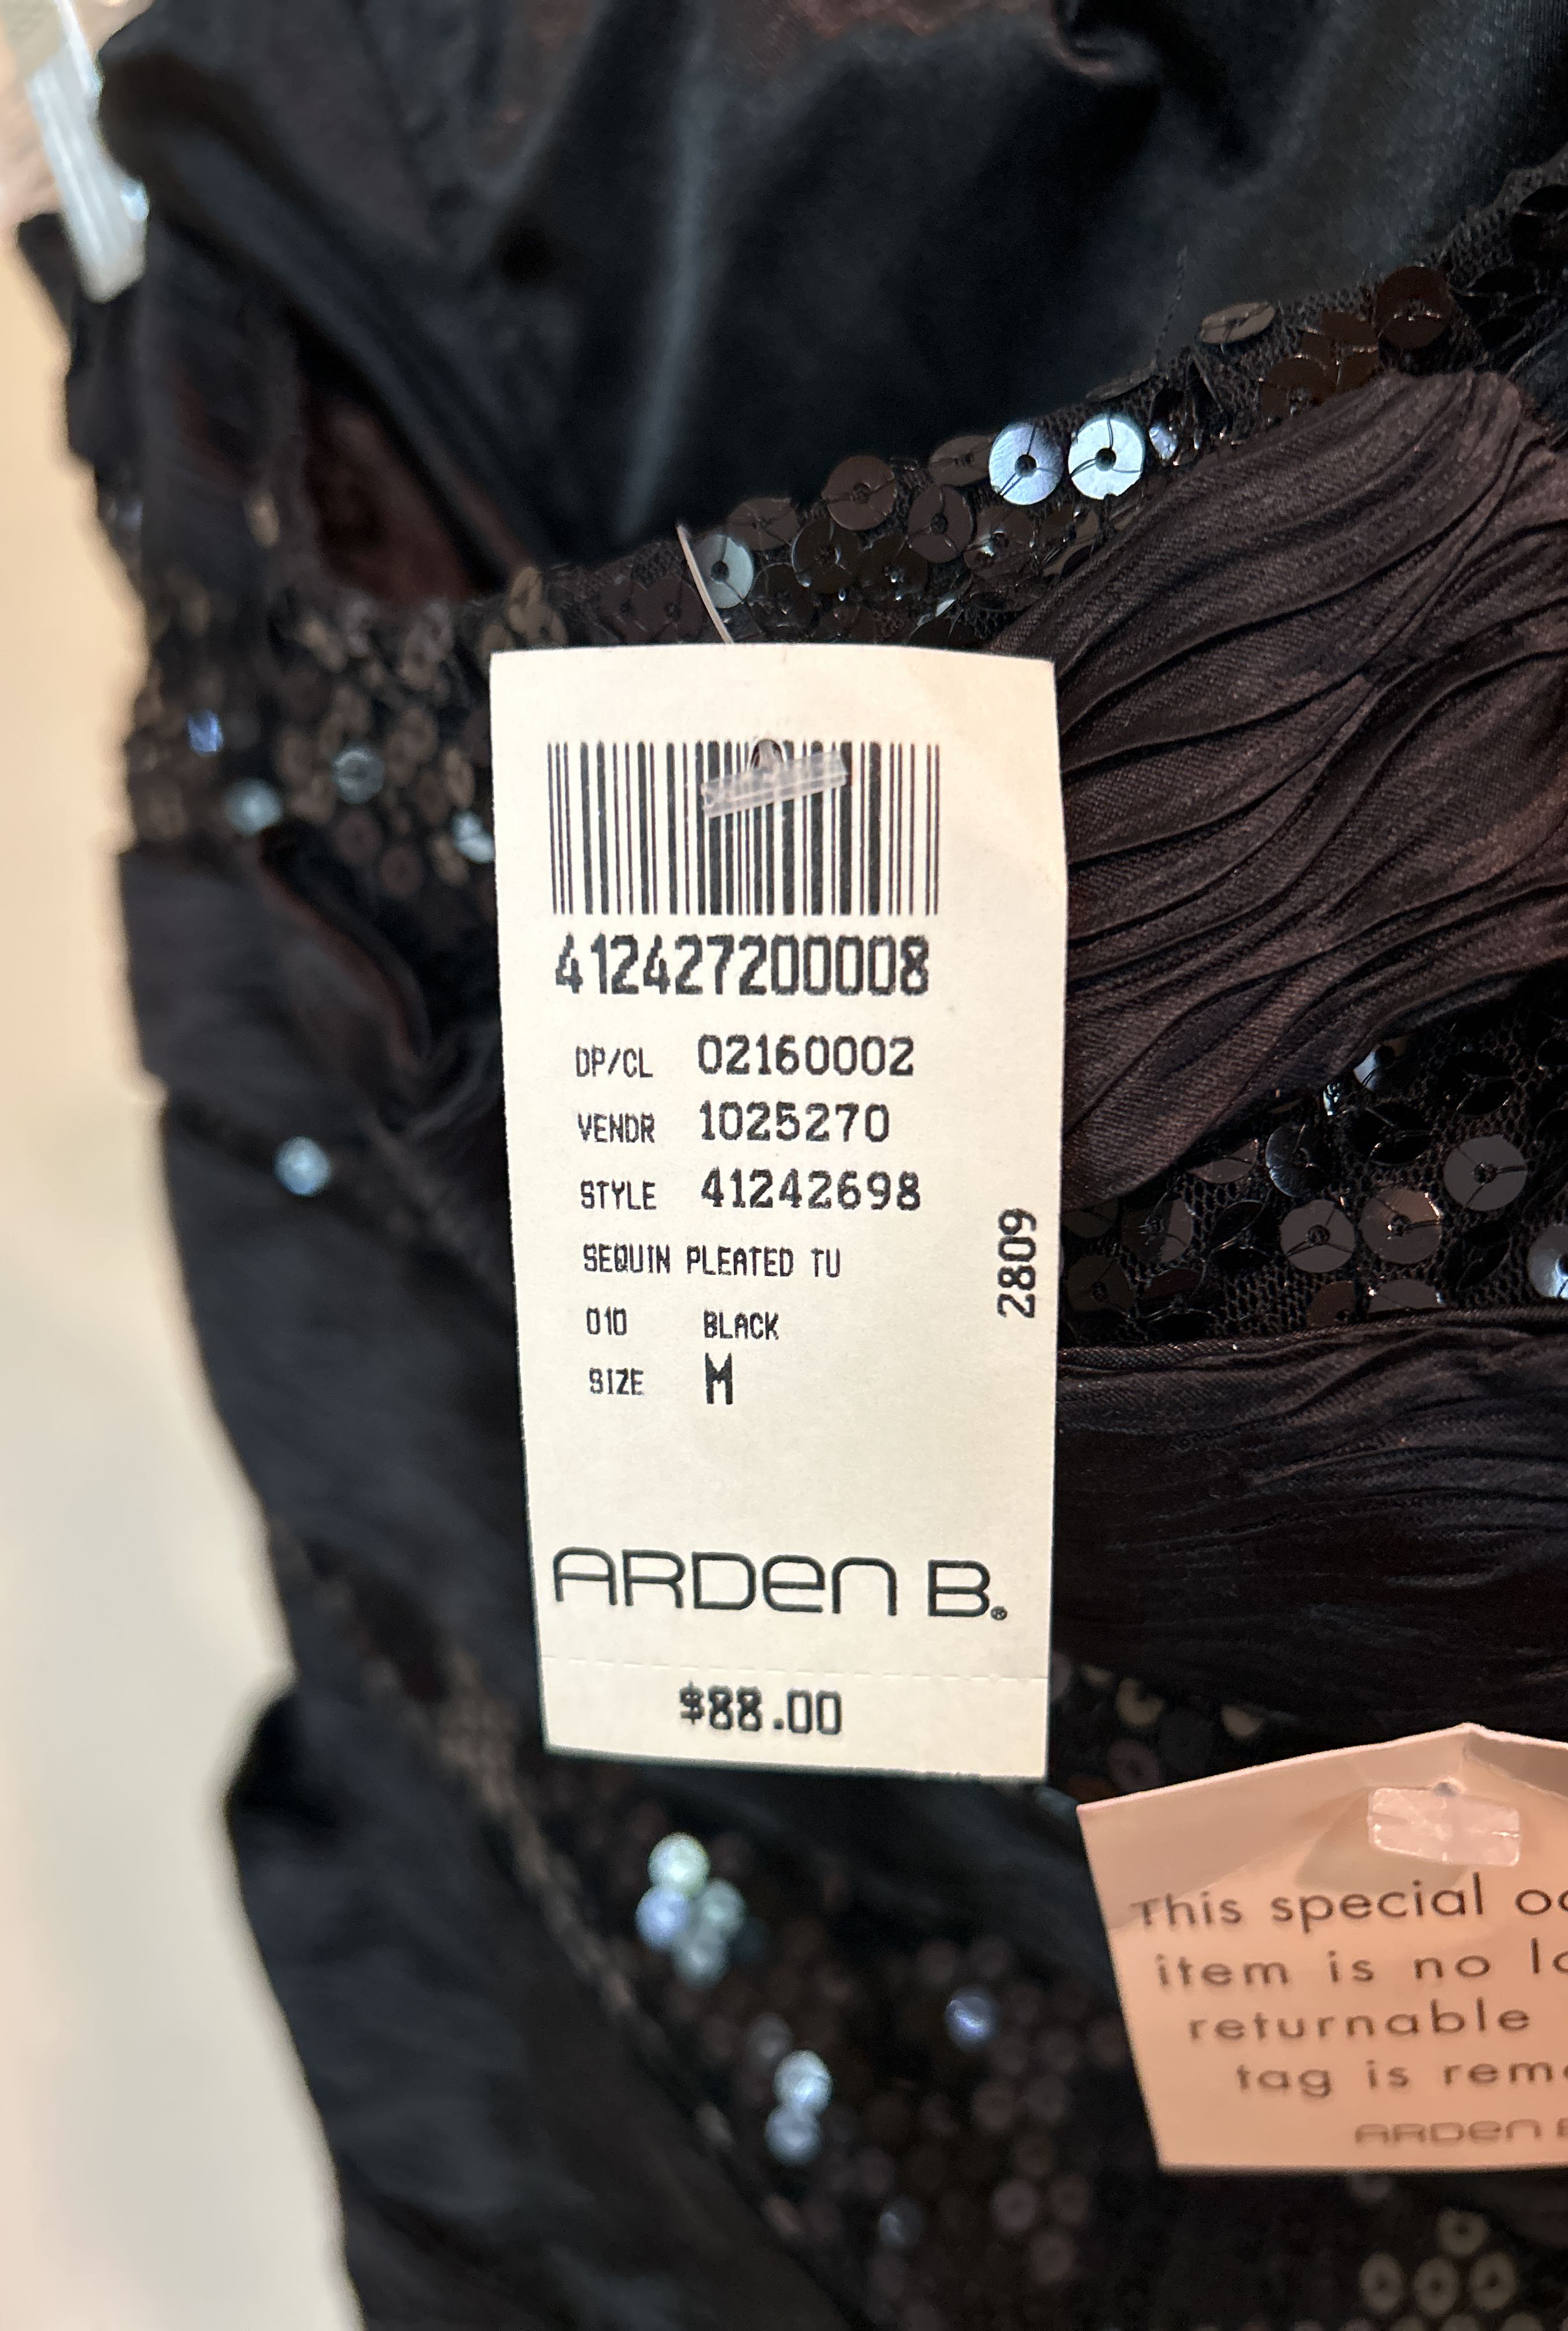 412427200008
DP/CL 02160002
VENDR 1025270
STYLE 41242698
SEQUIN PLEATED TU
010 BLACK
SIZE M
2809
ARDEN B.®
$88.00
This special
item is no
returnable
tag is
ARDEN